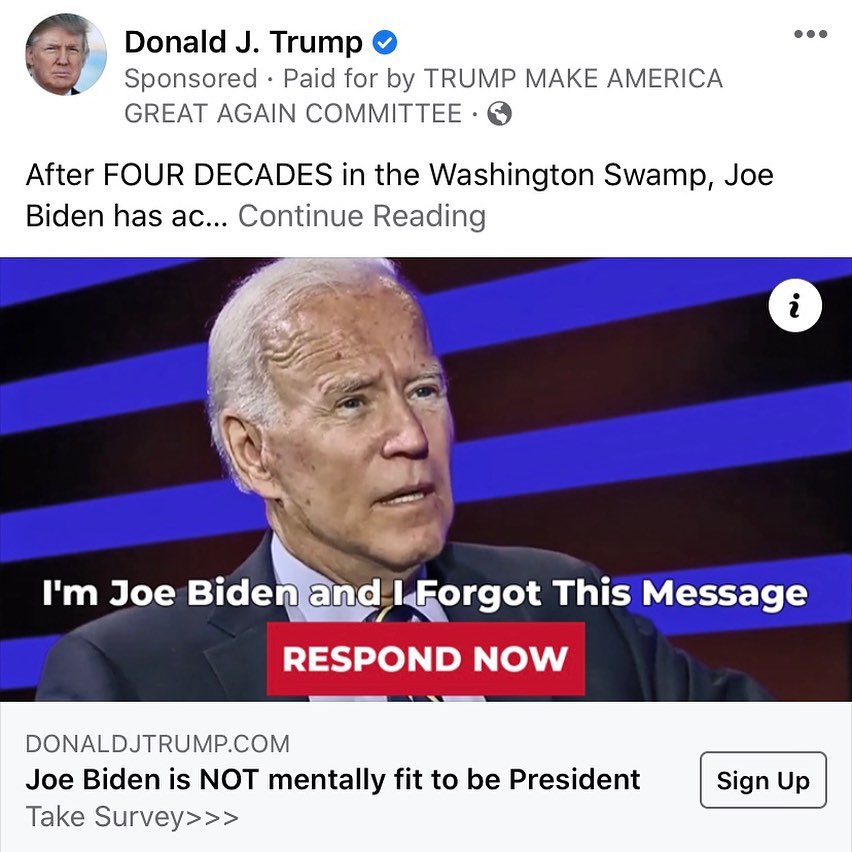 Donald J. Trump
Sponsored · Paid for by TRUMP MAKE AMERICA
GREAT AGAIN COMMITTEE ·
After FOUR DECADES in the Washington Swamp, Joe
Biden has ac... Continue Reading
i
I'm Joe Biden and I Forgot This Message
RESPOND NOW
DONALDJTRUMP.COM
Joe Biden is NOT mentally fit to be President
Take Survey>>>
Sign Up